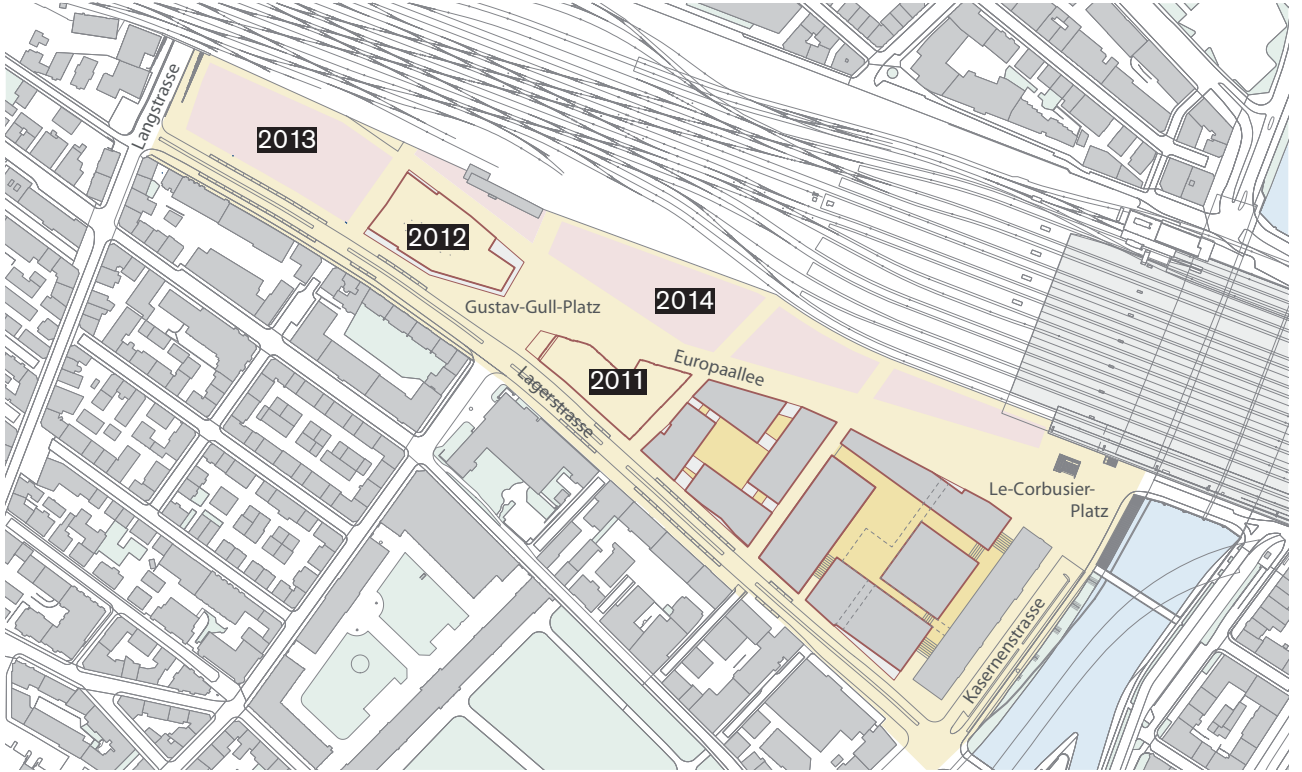 Langstrasse
2013
2012
Gustav-Gull-Platz
2014
Europaallee
2011
Lagerstrasse
Le-Corbusier-
Platz
Kasernenstrasse